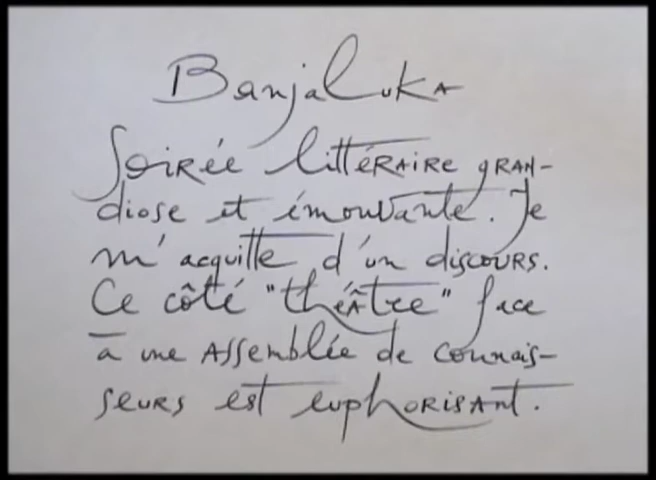 Banjaluka
Soirée littéraire gran-
diose et émouvante. Je
m'acquitte d'un discours.
Ce côté "théâtre" face
à une assemblée de connais-
seurs est euphorisant.